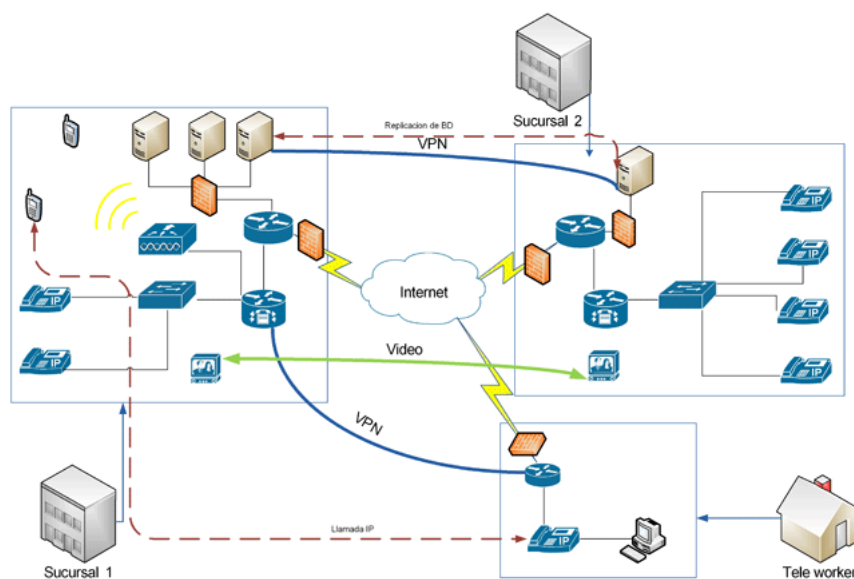 Sucursal 2
Replicacion de BD
VPN
IP
IP
Internet
IP
IP
IP
Video
IP
IP
VPN
Llamada IP
IP
Sucursal 1
Tele worker